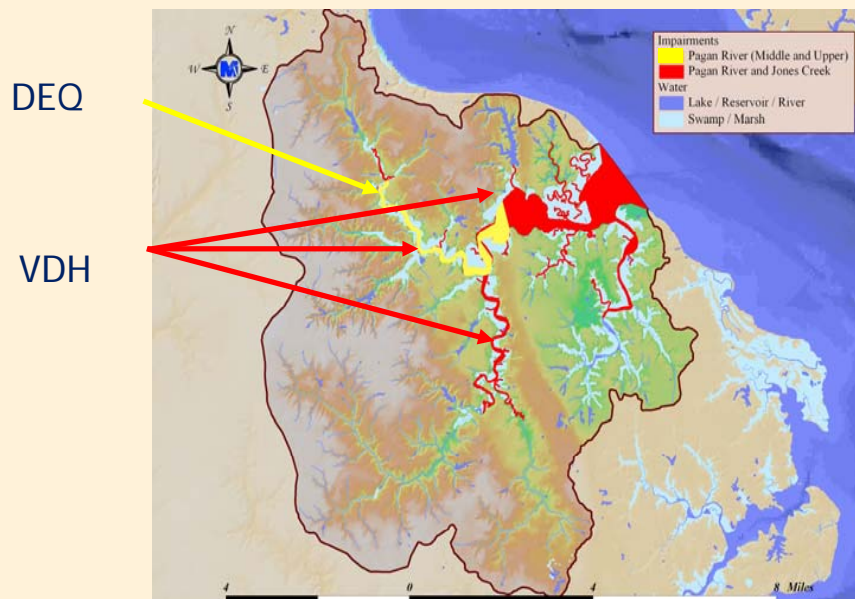 DEQ
VDH
N
W
M
E
S
Impairments
Pagan River (Middle and Upper)
Pagan River and Jones Creek
Water
Lake / Reservoir / River
Swamp / Marsh
4 0 4 8 Miles